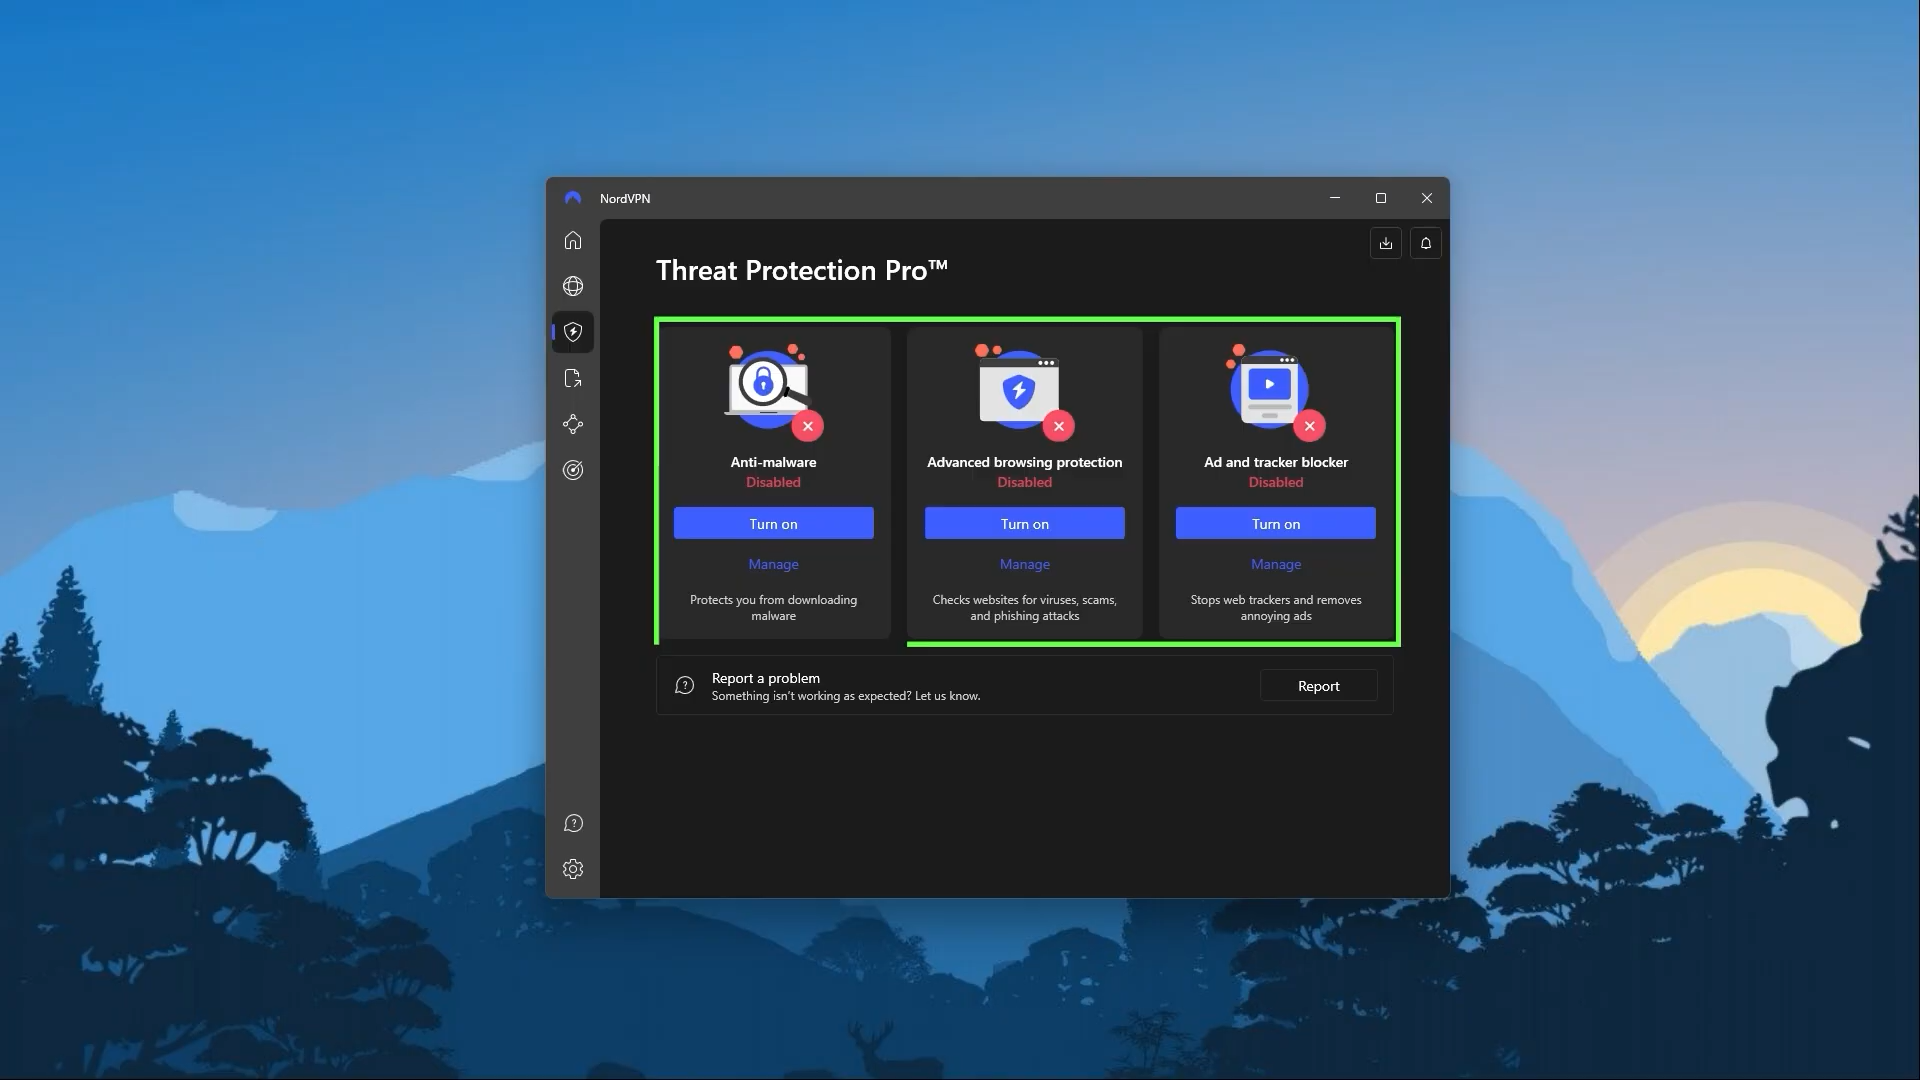 NordVPN
Threat Protection Pro™
Anti-malware
Disabled
Turn on
Manage
Protects you from downloading
malware
Advanced browsing protection
Disabled
Turn on
Manage
Checks websites for viruses, scams,
and phishing attacks
Ad and tracker blocker
Disabled
Turn on
Manage
Stops web trackers and removes
annoying ads
Report a problem
Something isn't working as expected? Let us know.
Report